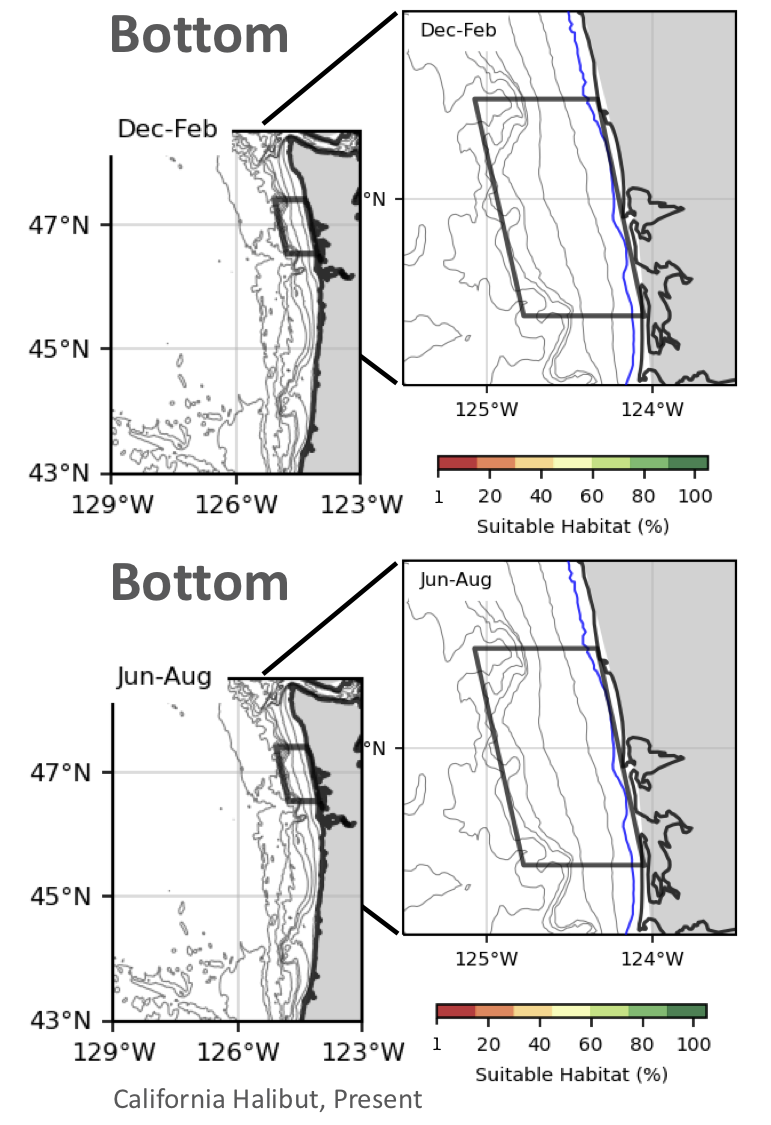 Bottom
Dec-Feb
Dec-Feb
47°N
°N
45°N
43°N
129°W 126°W 123°W
125°W 124°W
1 20 40 60 80 100
Suitable Habitat (%)
Bottom
Jun-Aug
Jun-Aug
47°N
°N
45°N
43°N
129°W 126°W 123°W
125°W 124°W
1 20 40 60 80 100
Suitable Habitat (%)
California Halibut, Present